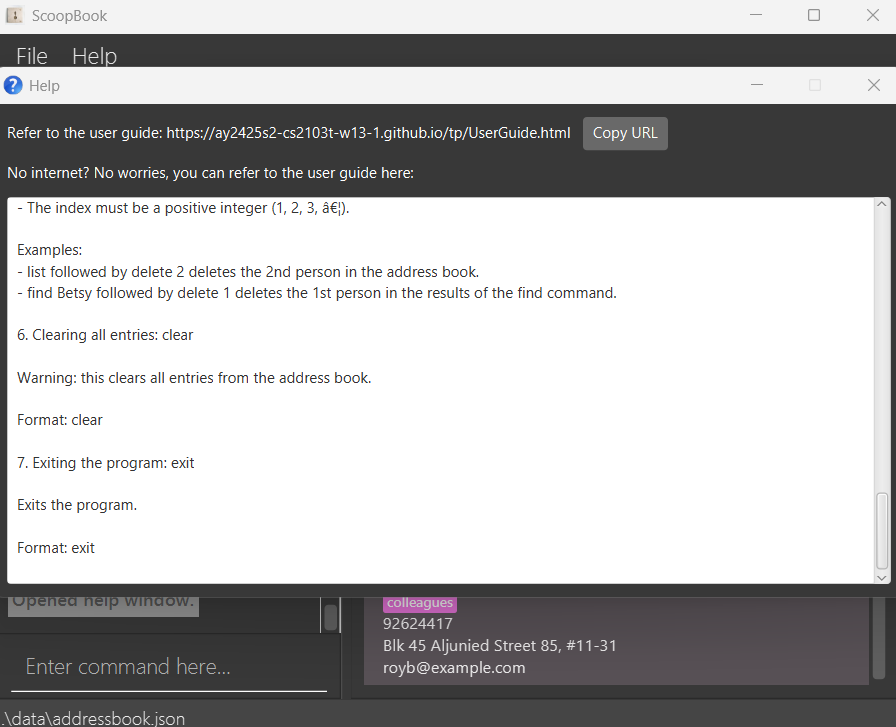 ScoopBook
File Help
Help
Refer to the user guide: https://ay2425s2-cs2103t-w13-1.github.io/tp/UserGuide.html Copy URL
No internet? No worries, you can refer to the user guide here:
- The index must be a positive integer (1, 2, 3, â€¦).
Examples:
- list followed by delete 2 deletes the 2nd person in the address book.
- find Betsy followed by delete 1 deletes the 1st person in the results of the find command.
6. Clearing all entries: clear
Warning: this clears all entries from the address book.
Format: clear
7. Exiting the program: exit
Exits the program.
Format: exit
Opened help window.
Enter command here...
colleagues
92624417
Blk 45 Aljunied Street 85, #11-31
royb@example.com
.\data\addressbook.json